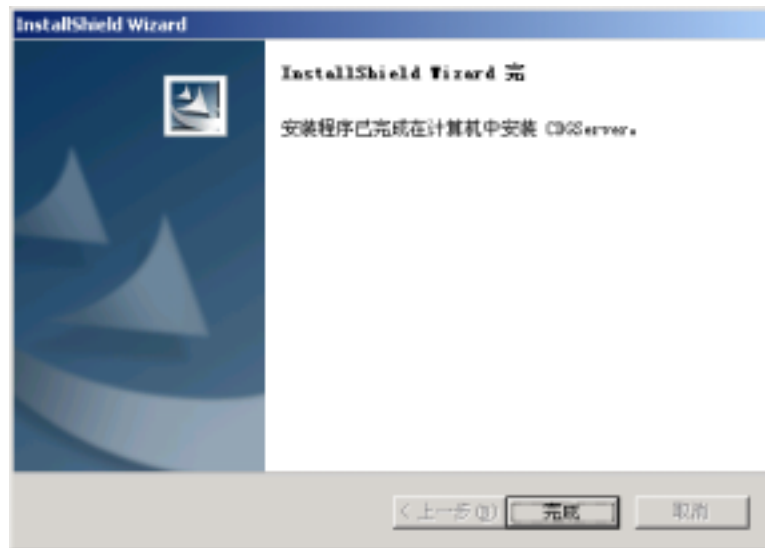 InstallShield Wizard
InstallShield Wizard 完
安装程序已完成在计算机中安装 CDGServer。
< 上一步(B)
完成
取消